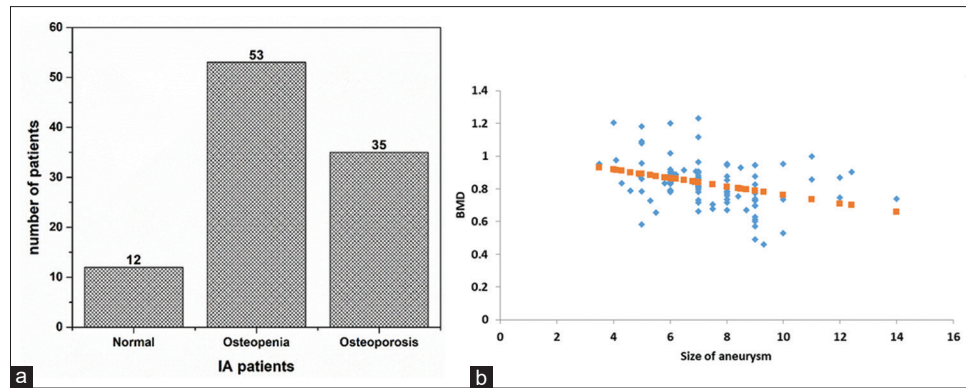 60
50
40
30
20
10
0
number of patients
12
53
35
Normal Osteopenia Osteoporosis
IA patients
a
1.4
1.2
1
0.8
0.6
0.4
0.2
0
BMD
0 2 4 6 8 10 12 14 16
Size of aneurysm
b